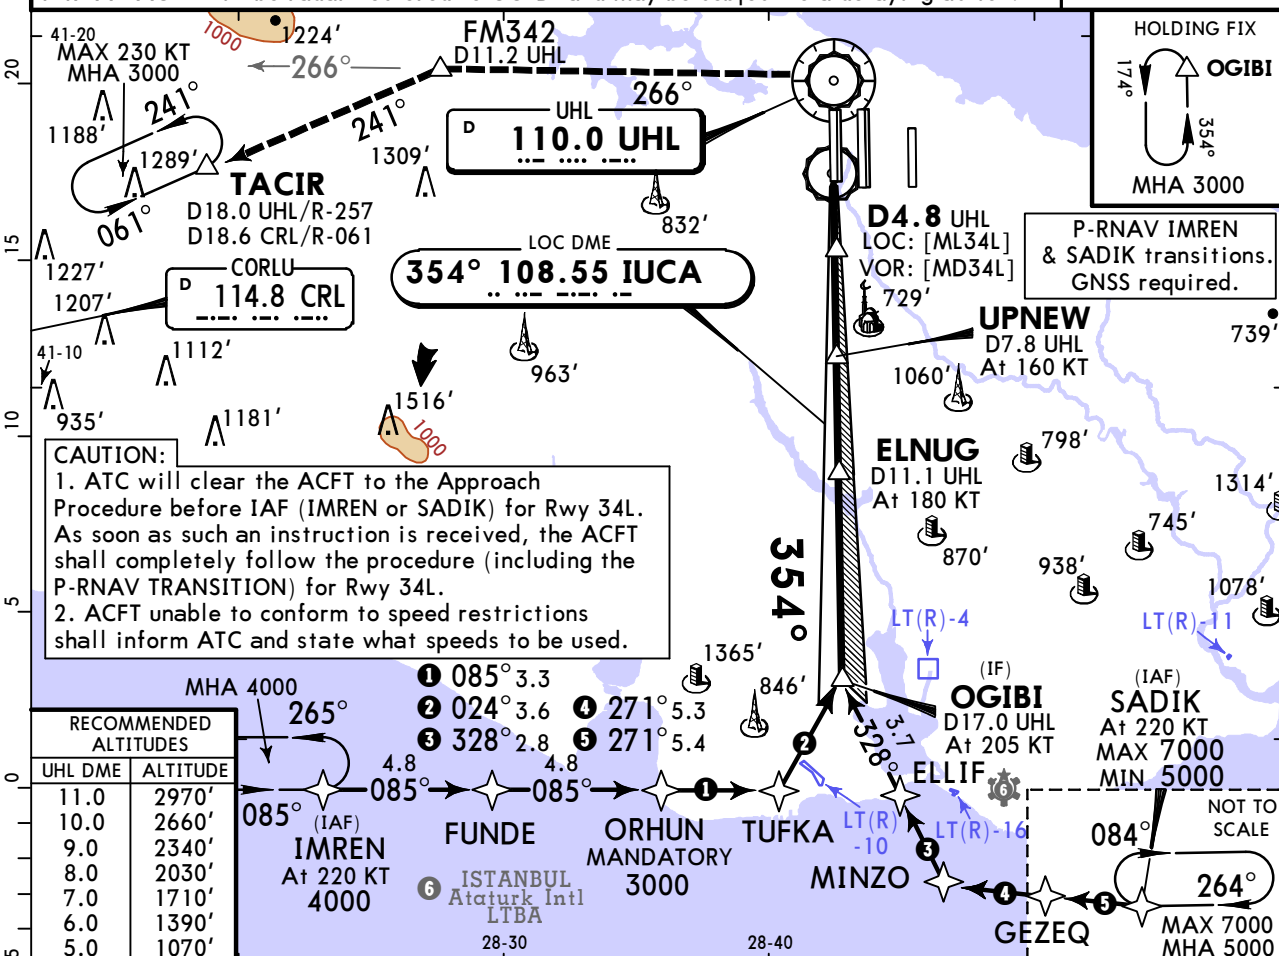 41-20
MAX 230 KT
MHA 3000
1000
1224'
FM342
D11.2 UHL
266°
266°
241°
241°
061°
1188'
1289'
1309'
TACIR
D18.0 UHL/R-257
D18.6 CRL/R-061
UHL
D 110.0 UHL
832'
HOLDING FIX
OGIBI
174°
354°
MHA 3000
P-RNAV IMREN
& SADIK transitions.
GNSS required.
D4.8 UHL
LOC: [ML34L]
VOR: [MD34L]
729'
739'
LOC DME
354° 108.55 IUCA
963'
CORLU
D 114.8 CRL
1227'
1207'
1112'
41-10
935'
1181'
1516'
1000
UPNEW
D7.8 UHL
At 160 KT
1060'
ELNUG
D11.1 UHL
At 180 KT
798'
870'
1314'
745'
938'
1078'
20
15
10
5
0
5
CAUTION:
1. ATC will clear the ACFT to the Approach
Procedure before IAF (IMREN or SADIK) for Rwy 34L.
As soon as such an instruction is received, the ACFT
shall completely follow the procedure (including the
P-RNAV TRANSITION) for Rwy 34L.
2. ACFT unable to conform to speed restrictions
shall inform ATC and state what speeds to be used.
354°
LT(R)-4
LT(R)-11
1 085° 3.3
2 024° 3.6
3 328° 2.8
4 271° 5.3
5 271° 5.4
1365'
846'
(IF)
OGIBI
D17.0 UHL
At 205 KT
(IAF)
SADIK
At 220 KT
MAX 7000
MIN 5000
MHA 4000
265°
085°
4.8
085°
4.8
085°
1
2
3.7
328°
ELLIF
6
(IAF)
IMREN
At 220 KT
4000
FUNDE
ORHUN
MANDATORY
3000
TUFKA
LT(R)
-10
LT(R)-16
MINZO
3
4
5
GEZEQ
NOT TO
SCALE
084°
264°
MAX 7000
MHA 5000
6 ISTANBUL
Ataturk Intl
LTBA
28-30
28-40
RECOMMENDED
ALTITUDES
UHL DME ALTITUDE
11.0 2970'
10.0 2660'
9.0 2340'
8.0 2030'
7.0 1710'
6.0 1390'
5.0 1070'